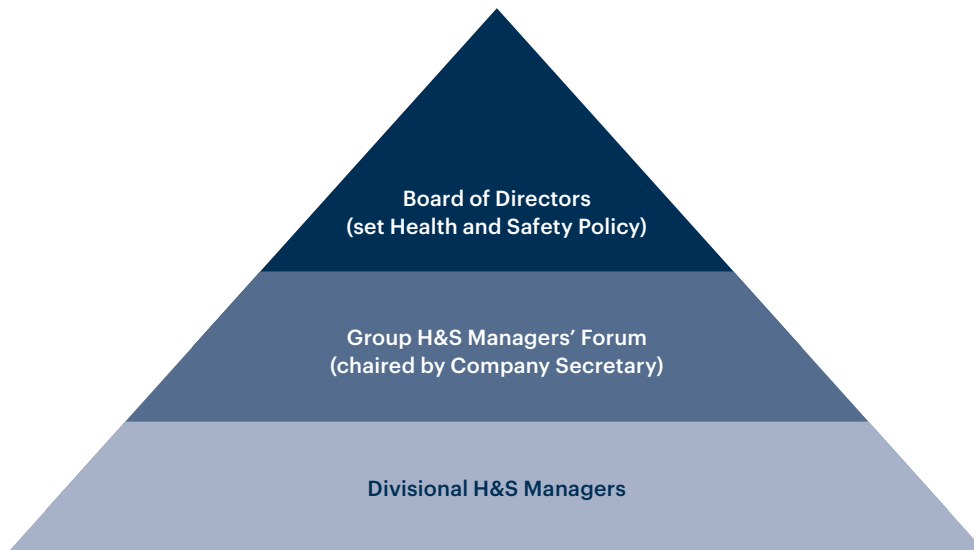 Board of Directors
(set Health and Safety Policy)
Group H&S Managers’ Forum
(chaired by Company Secretary)
Divisional H&S Managers